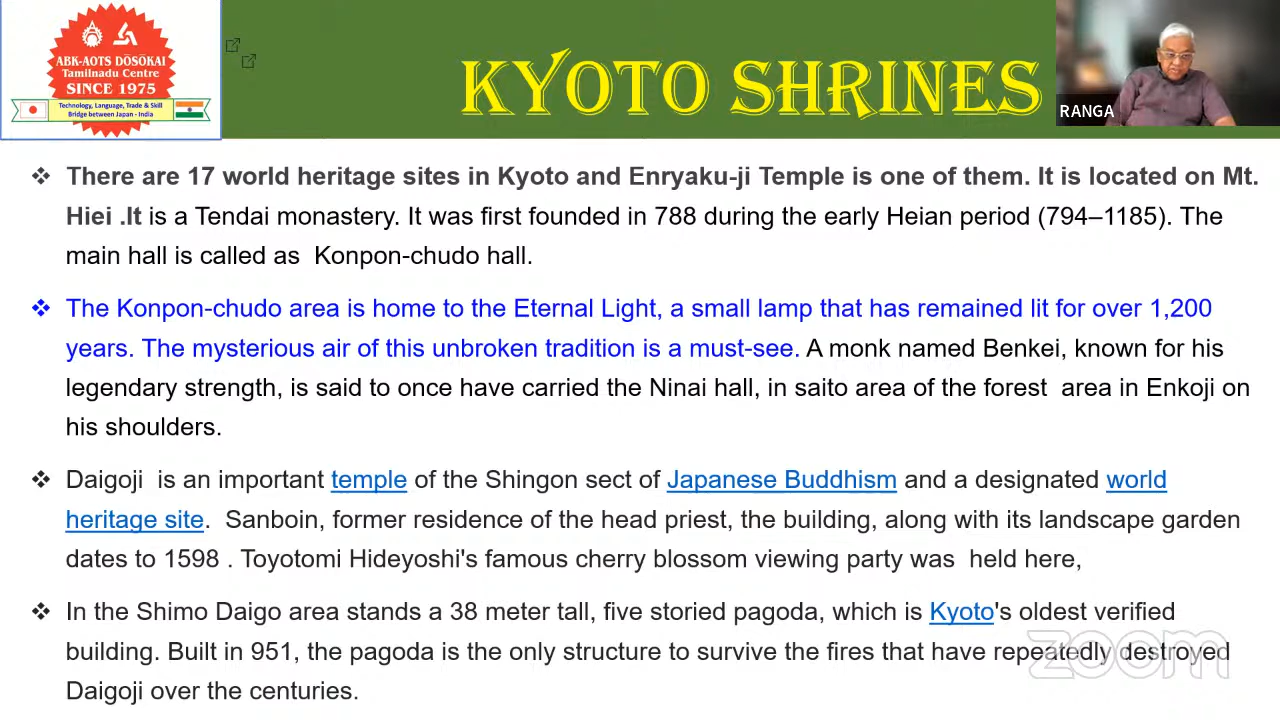 ABK-AOTS DŌSŌKAI
Tamilnadu Centre
SINCE 1975
Technology, Language, Trade & Skill
Bridge between Japan - India
KYOTO SHRINES
RANGA
❖ There are 17 world heritage sites in Kyoto and Enryaku-ji Temple is one of them. It is located on Mt.
Hiei .It is a Tendai monastery. It was first founded in 788 during the early Heian period (794–1185). The
main hall is called as  Konpon-chudo hall.
❖ The Konpon-chudo area is home to the Eternal Light, a small lamp that has remained lit for over 1,200
years. The mysterious air of this unbroken tradition is a must-see. A monk named Benkei, known for his
legendary strength, is said to once have carried the Ninai hall, in saito area of the forest  area in Enkoji on
his shoulders.
❖ Daigoji  is an important temple of the Shingon sect of Japanese Buddhism and a designated world
heritage site.  Sanboin, former residence of the head priest, the building, along with its landscape garden
dates to 1598 . Toyotomi Hideyoshi's famous cherry blossom viewing party was  held here,
❖ In the Shimo Daigo area stands a 38 meter tall, five storied pagoda, which is Kyoto's oldest verified
building. Built in 951, the pagoda is the only structure to survive the fires that have repeatedly destroyed
Daigoji over the centuries.
zoom